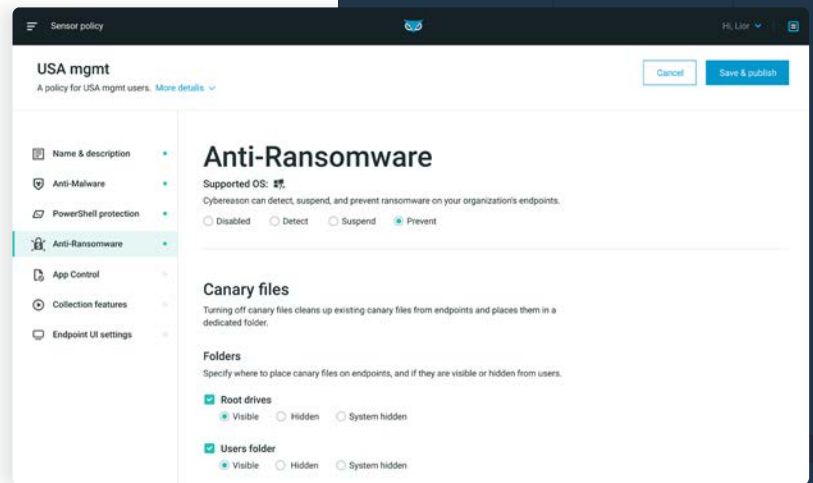 Sensor policy
Hi, Lior
USA mgmt
A policy for USA mgmt users. More details
Cancel
Save & publish
Name & description
Anti-Malware
PowerShell protection
Anti-Ransomware
App Control
Collection features
Endpoint UI settings
Anti-Ransomware
Supported OS:
Cybereason can detect, suspend, and prevent ransomware on your organization's endpoints.
Disabled Detect Suspend Prevent
Canary files
Turning off canary files cleans up existing canary files from endpoints and places them in a
dedicated folder.
Folders
Specify where to place canary files on endpoints, and if they are visible or hidden from users.
Root drives
Visible Hidden System hidden
Users folder
Visible Hidden System hidden